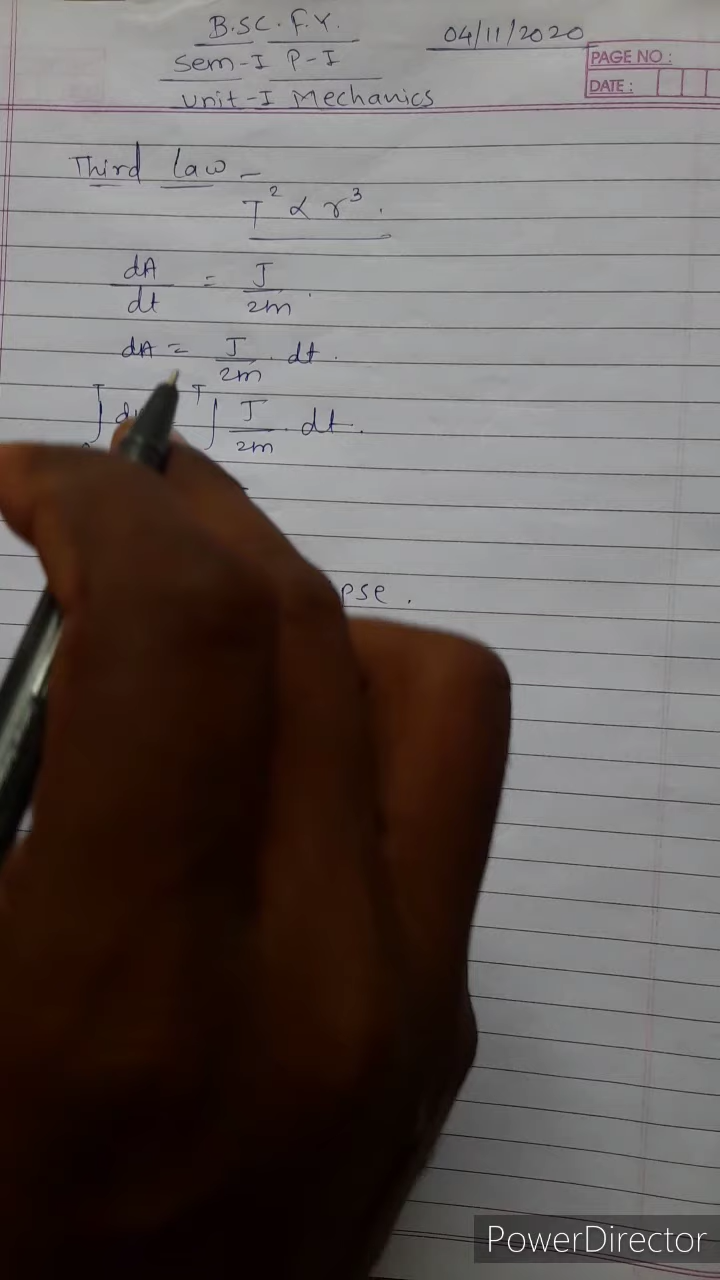 B.SC. F.Y. 04/11/2020
Sem-I P-I
PAGE NO :
DATE :
Unit-I Mechanics
Third Law -
T² ∝ r³.
dA/dt = J/2m.
dA = J/2m . dt.
∫ᵀ J/2m . dt.
PowerDirector